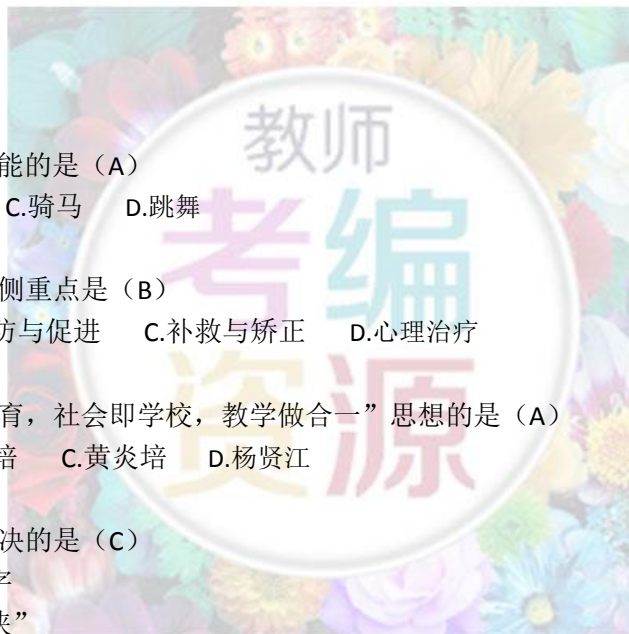 教师
考编
资源
能的是（A）
C.骑马 D.跳舞
侧重点是（B）
防与促进 C.补救与矫正 D.心理治疗
育，社会即学校，教学做合一”思想的是（A）
培 C.黄炎培 D.杨贤江
决的是（C）
字
侠”